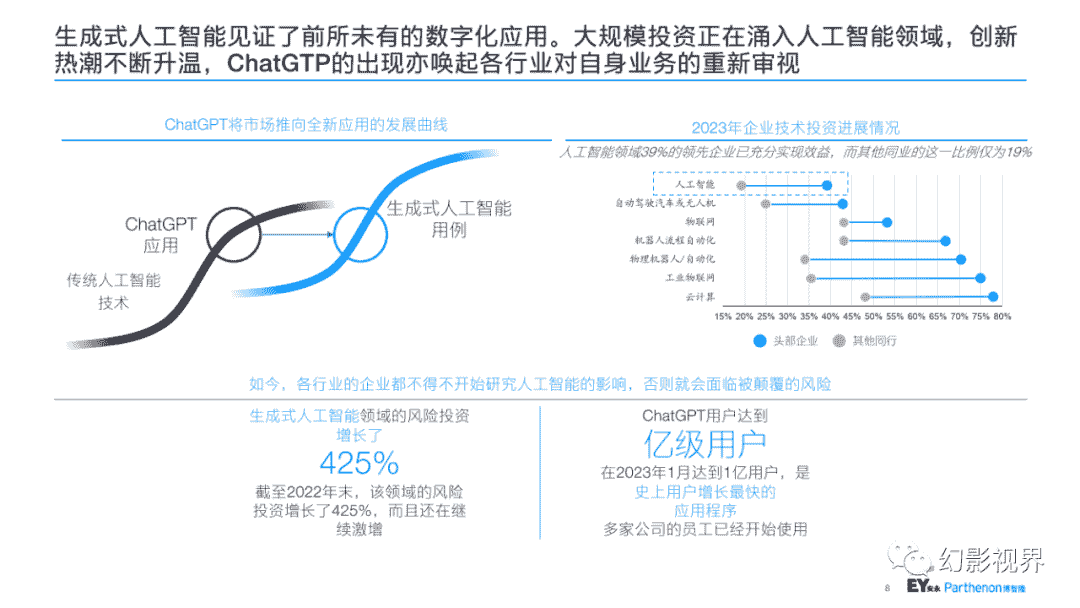 生成式人工智能见证了前所未有的数字化应用。大规模投资正在涌入人工智能领域，创新
热潮不断升温，ChatGTP的出现亦唤起各行业对自身业务的重新审视
ChatGPT将市场推向全新应用的发展曲线
ChatGPT
应用
传统人工智能
技术
生成式人工智能
用例
2023年企业技术投资进展情况
人工智能领域39%的领先企业已充分实现效益，而其他同业的这一比例仅为19%
人工智能
自动驾驶汽车或无人机
物联网
机器人流程自动化
物理机器人/自动化
工业物联网
云计算
15% 20% 25% 30% 35% 40% 45% 50% 55% 60% 65% 70% 75% 80%
头部企业 其他同行
如今，各行业的企业都不得不开始研究人工智能的影响，否则就会面临被颠覆的风险
生成式人工智能领域的风险投资
增长了
425%
截至2022年末，该领域的风险
投资增长了425%，而且还在继
续激增
ChatGPT用户达到
亿级用户
在2023年1月达到1亿用户，是
史上用户增长最快的
应用程序
多家公司的员工已经开始使用
幻影视界
8 EY安永 Parthenon博智隆